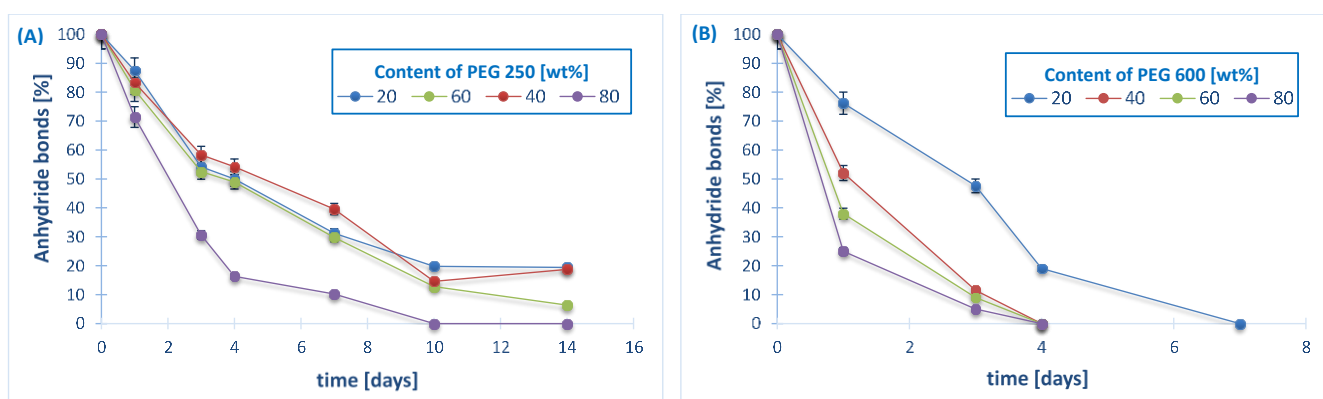 (A)
Content of PEG 250 [wt%]
20 60 40 80
Anhydride bonds [%]
100
90
80
70
60
50
40
30
20
10
0
0 2 4 6 8 10 12 14 16
time [days]
(B)
Content of PEG 600 [wt%]
20 40 60 80
Anhydride bonds [%]
100
90
80
70
60
50
40
30
20
10
0
0 2 4 6 8
time [days]